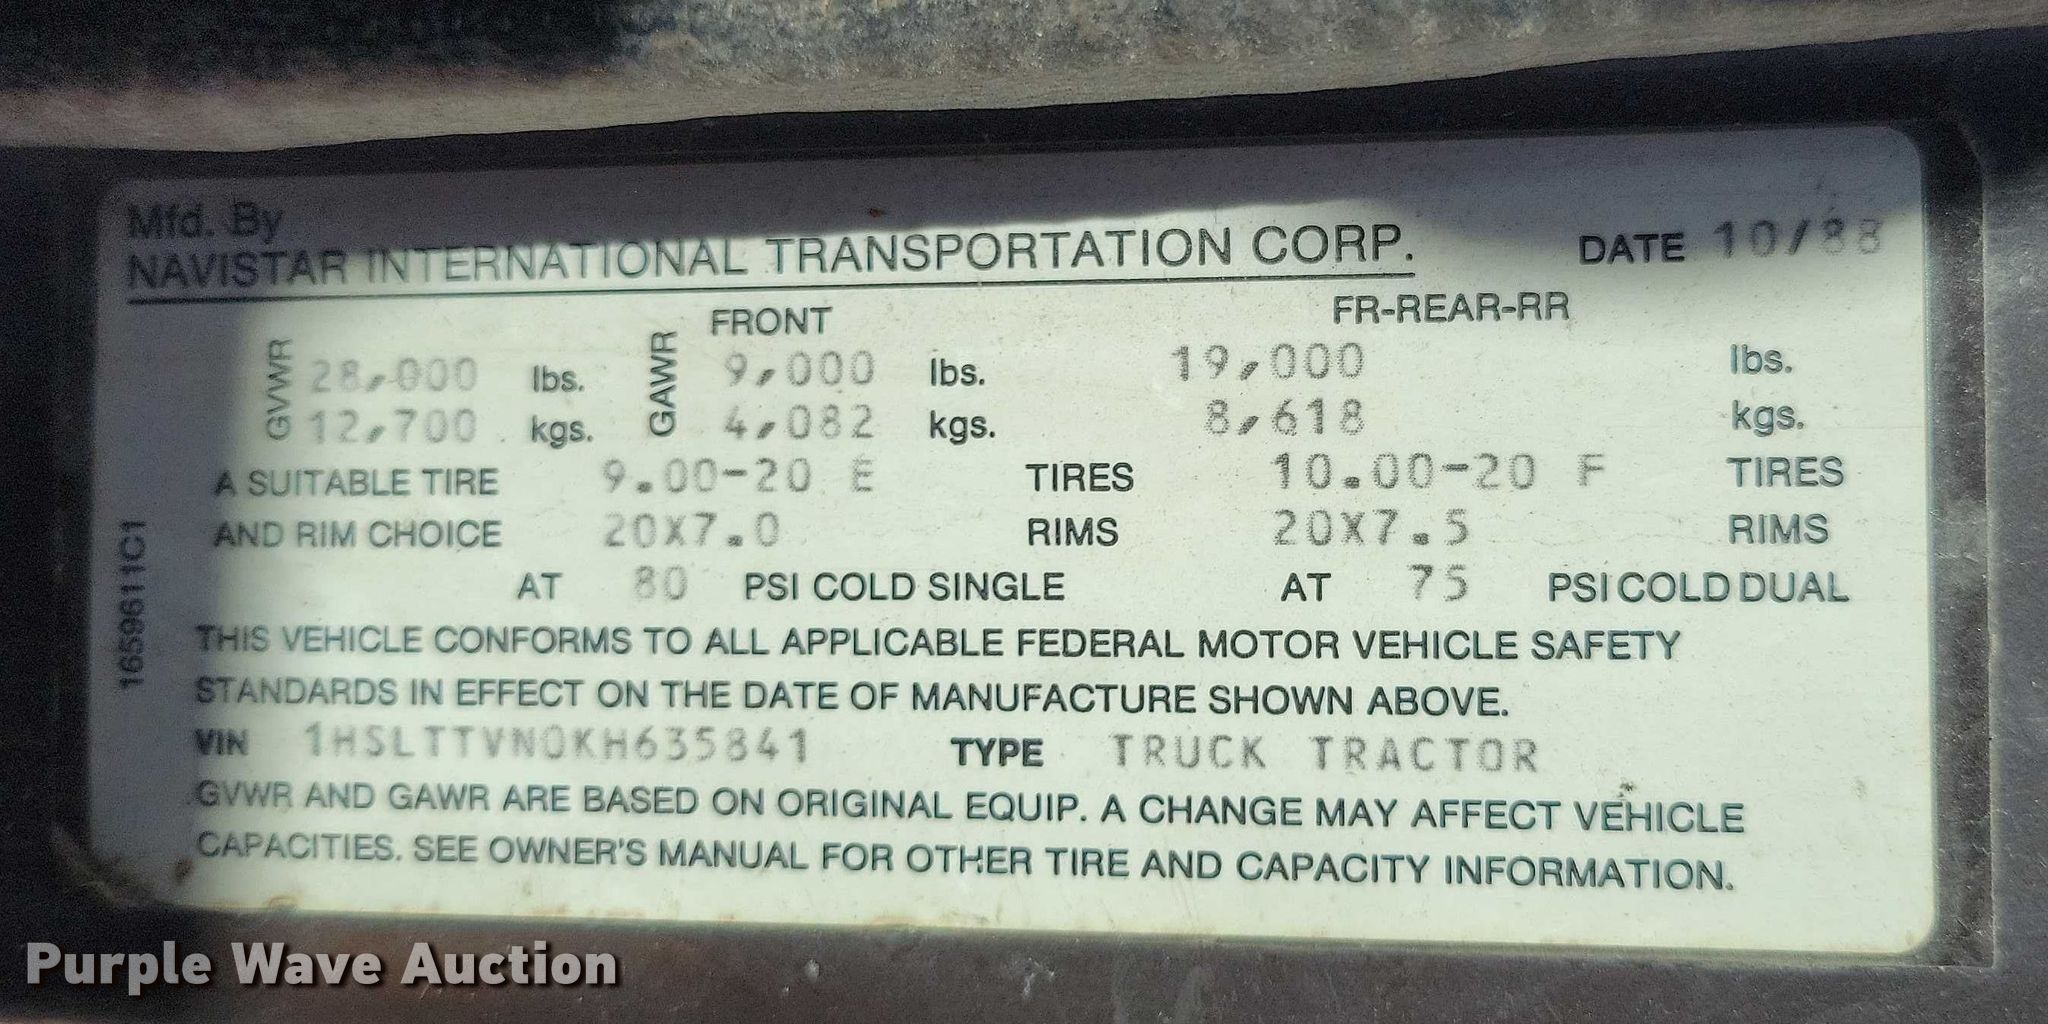 Mfd. By
NAVISTAR INTERNATIONAL TRANSPORTATION CORP. DATE 10/88
FRONT FR-REAR-RR
GVWR 28,000 lbs. GAWR 9,000 lbs. 19,000 lbs.
12,700 kgs. 4,082 kgs. 8,618 kgs.
A SUITABLE TIRE 9.00-20 E TIRES 10.00-20 F TIRES
AND RIM CHOICE 20X7.0 RIMS 20X7.5 RIMS
AT 80 PSI COLD SINGLE AT 75 PSI COLD DUAL
1659611C1
THIS VEHICLE CONFORMS TO ALL APPLICABLE FEDERAL MOTOR VEHICLE SAFETY
STANDARDS IN EFFECT ON THE DATE OF MANUFACTURE SHOWN ABOVE.
VIN 1HSLTTVN0KH635841 TYPE TRUCK TRACTOR
GVWR AND GAWR ARE BASED ON ORIGINAL EQUIP. A CHANGE MAY AFFECT VEHICLE
CAPACITIES. SEE OWNER'S MANUAL FOR OTHER TIRE AND CAPACITY INFORMATION.
Purple Wave Auction